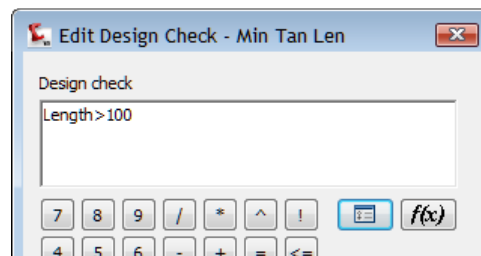 Edit Design Check - Min Tan Len
Design check
Length>100
7 8 9 / * ^ ! f(x)
4 5 6 - + = <=